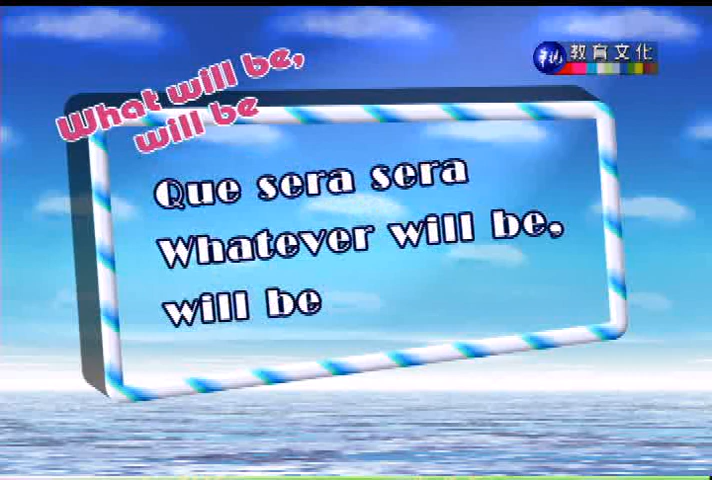 What will be,
will be
教育文化
Que sera sera
Whatever will be,
will be